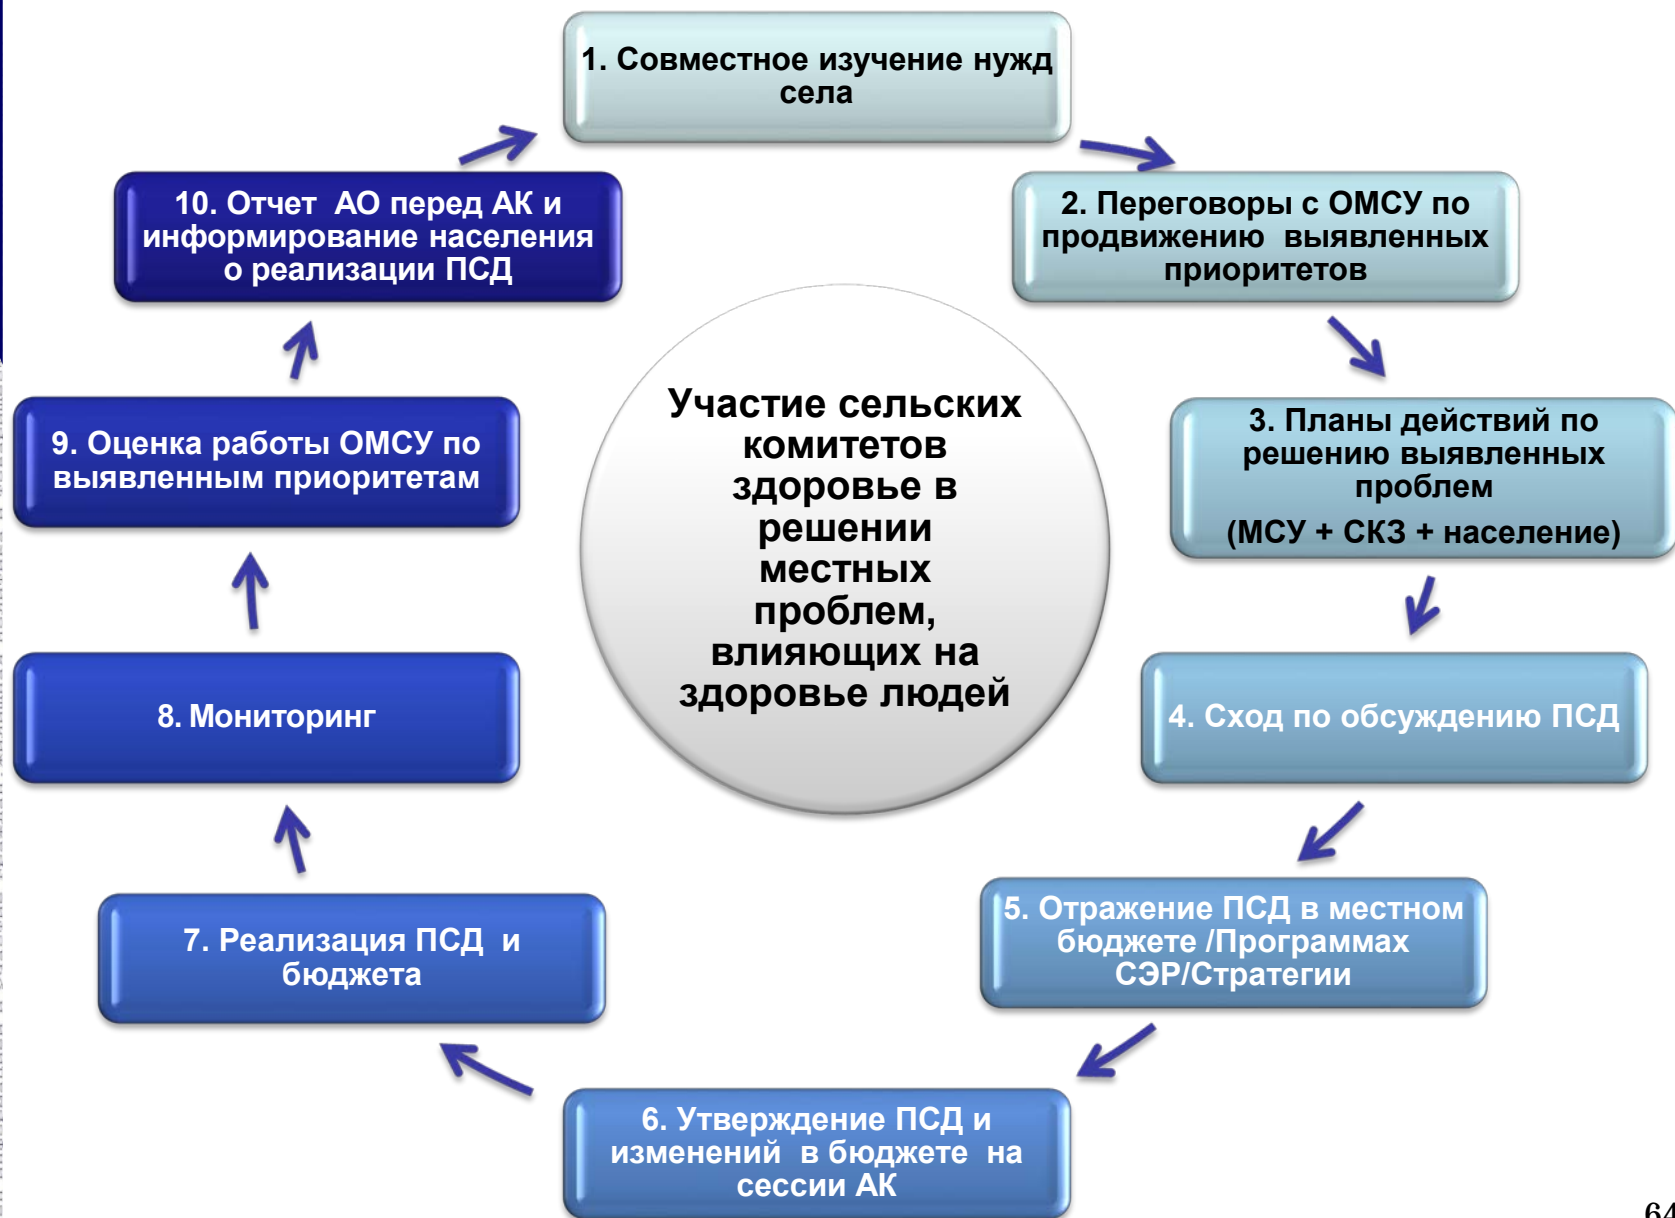 1. Совместное изучение нужд
села
10. Отчет АО перед АК и
информирование населения
о реализации ПСД
2. Переговоры с ОМСУ по
продвижению выявленных
приоритетов
9. Оценка работы ОМСУ по
выявленным приоритетам
Участие сельских
комитетов
здоровье в
решении
местных
проблем,
влияющих на
здоровье людей
3. Планы действий по
решению выявленных
проблем
(МСУ + СКЗ + население)
8. Мониторинг
4. Сход по обсуждению ПСД
7. Реализация ПСД и
бюджета
5. Отражение ПСД в местном
бюджете /Программах
СЭР/Стратегии
6. Утверждение ПСД и
изменений в бюджете на
сессии АК
64